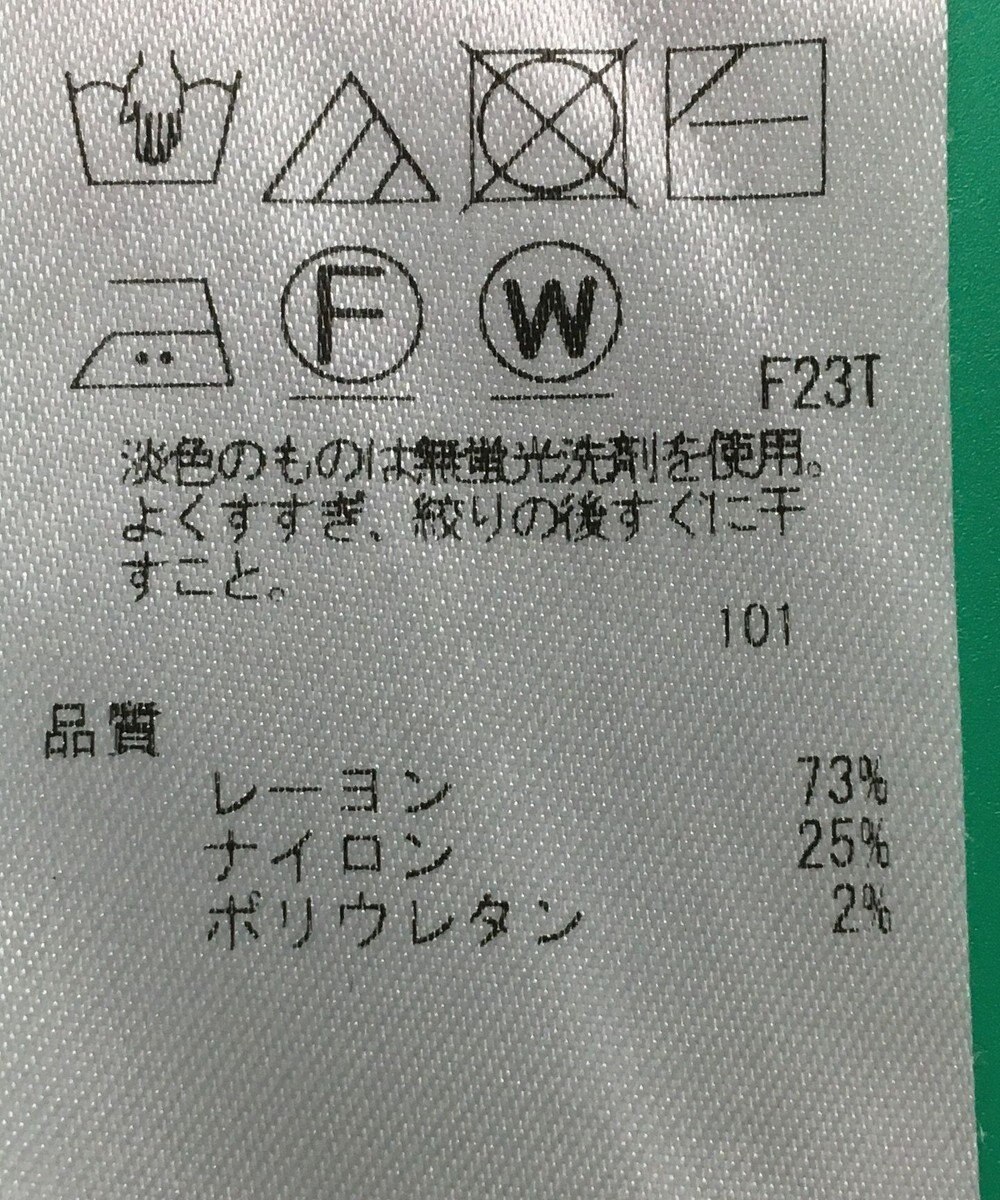 F W
F23T
淡色のものは無蛍光洗剤を使用。
よくすすぎ、絞りの後すぐに干
すこと。
101
品質
レーヨン 73%
ナイロン 25%
ポリウレタン 2%